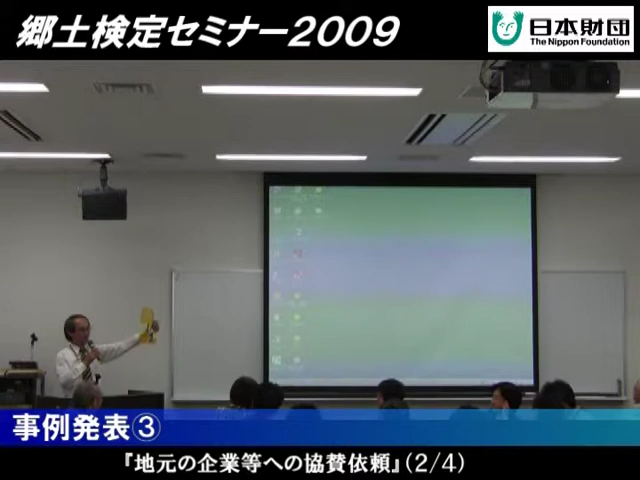 郷土検定セミナー2009
日本財団
The Nippon Foundation
事例発表③
『地元の企業等への協賛依頼』(2/4)